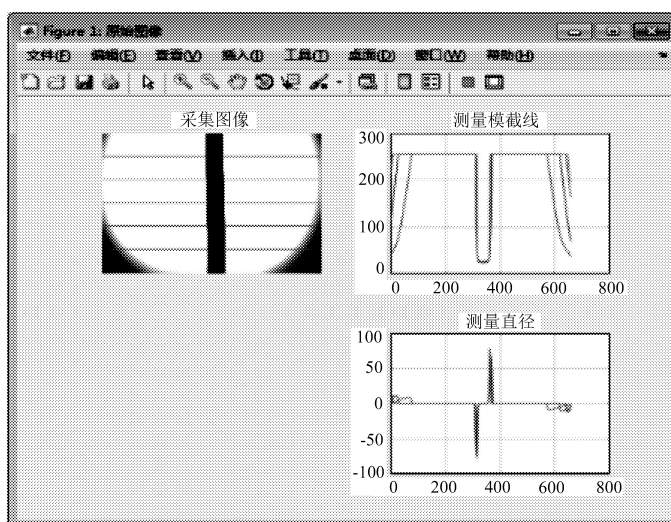 Figure 1: 原始图像
文件(F) 编辑(E) 查看(V) 插入(I) 工具(T) 桌面(D) 窗口(W) 帮助(H)
采集图像
测量模截线
300
200
100
0
0 200 400 600 800
测量直径
100
50
0
-50
-100
0 200 400 600 800